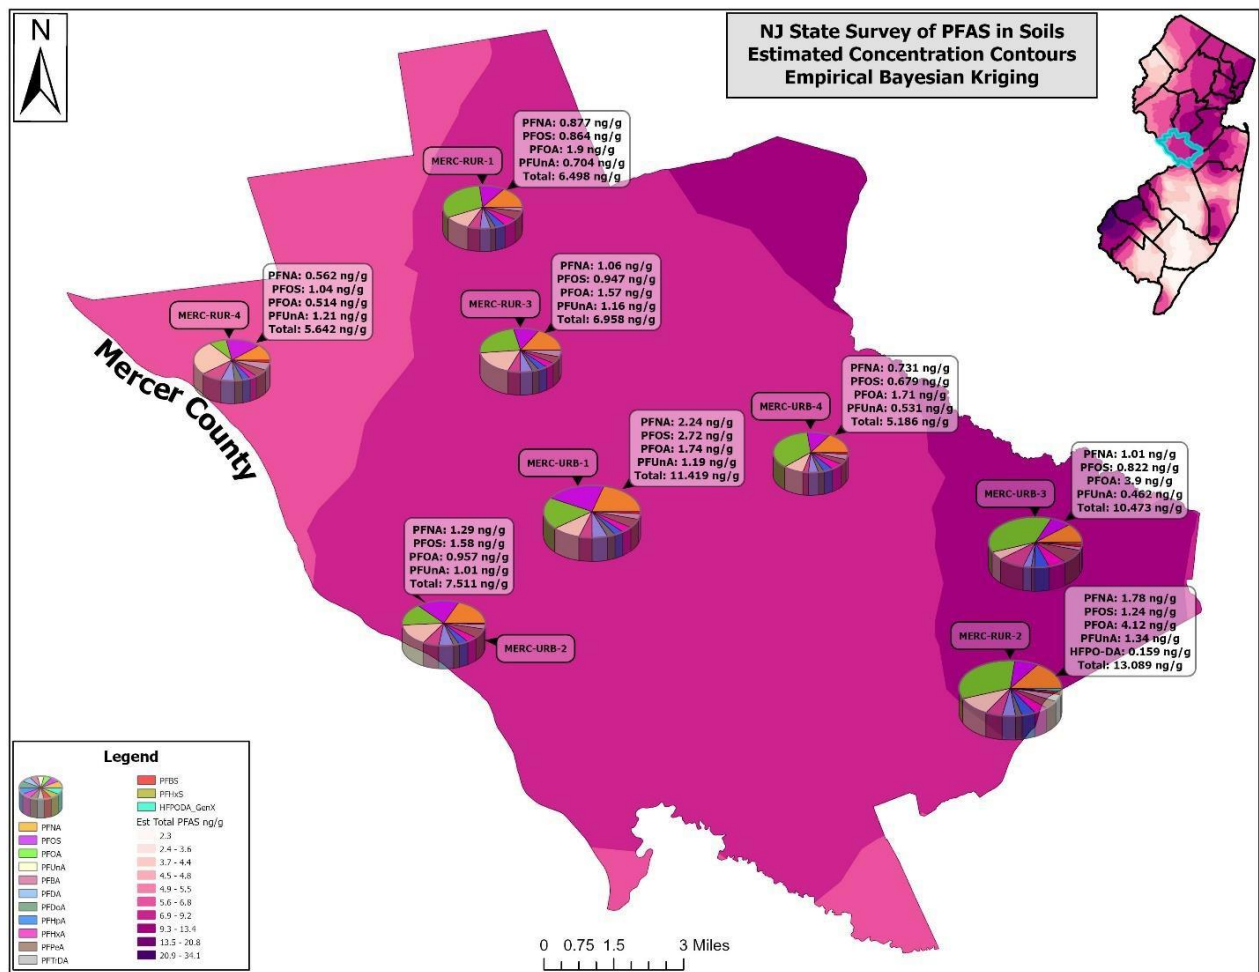 N
NJ State Survey of PFAS in Soils
Estimated Concentration Contours
Empirical Bayesian Kriging
MERC-RUR-1
PFNA: 0.877 ng/g
PFOS: 0.864 ng/g
PFOA: 1.9 ng/g
PFUnA: 0.704 ng/g
Total: 6.498 ng/g
MERC-RUR-4
PFNA: 0.562 ng/g
PFOS: 1.04 ng/g
PFOA: 0.514 ng/g
PFUnA: 1.21 ng/g
Total: 5.642 ng/g
MERC-RUR-3
PFNA: 1.06 ng/g
PFOS: 0.947 ng/g
PFOA: 1.57 ng/g
PFUnA: 1.16 ng/g
Total: 6.958 ng/g
Mercer County
MERC-URB-4
PFNA: 0.731 ng/g
PFOS: 0.679 ng/g
PFOA: 1.71 ng/g
PFUnA: 0.531 ng/g
Total: 5.186 ng/g
MERC-URB-1
PFNA: 2.24 ng/g
PFOS: 2.72 ng/g
PFOA: 1.74 ng/g
PFUnA: 1.19 ng/g
Total: 11.419 ng/g
MERC-URB-3
PFNA: 1.01 ng/g
PFOS: 0.822 ng/g
PFOA: 3.9 ng/g
PFUnA: 0.462 ng/g
Total: 10.473 ng/g
PFNA: 1.29 ng/g
PFOS: 1.58 ng/g
PFOA: 0.957 ng/g
PFUnA: 1.01 ng/g
Total: 7.511 ng/g
MERC-URB-2
MERC-RUR-2
PFNA: 1.78 ng/g
PFOS: 1.24 ng/g
PFOA: 4.12 ng/g
PFUnA: 1.34 ng/g
HFPO-DA: 0.159 ng/g
Total: 13.089 ng/g
Legend
PFNA
PFOS
PFOA
PFUnA
PFBA
PFDA
PFDoA
PFHpA
PFHxA
PFPeA
PFTrDA
PFBS
PFHxS
HFPODA_GenX
Est Total PFAS ng/g
2.3
2.4 - 3.6
3.7 - 4.4
4.5 - 4.8
4.9 - 5.5
5.6 - 6.8
6.9 - 9.2
9.3 - 13.4
13.5 - 20.8
20.9 - 34.1
0 0.75 1.5 3 Miles